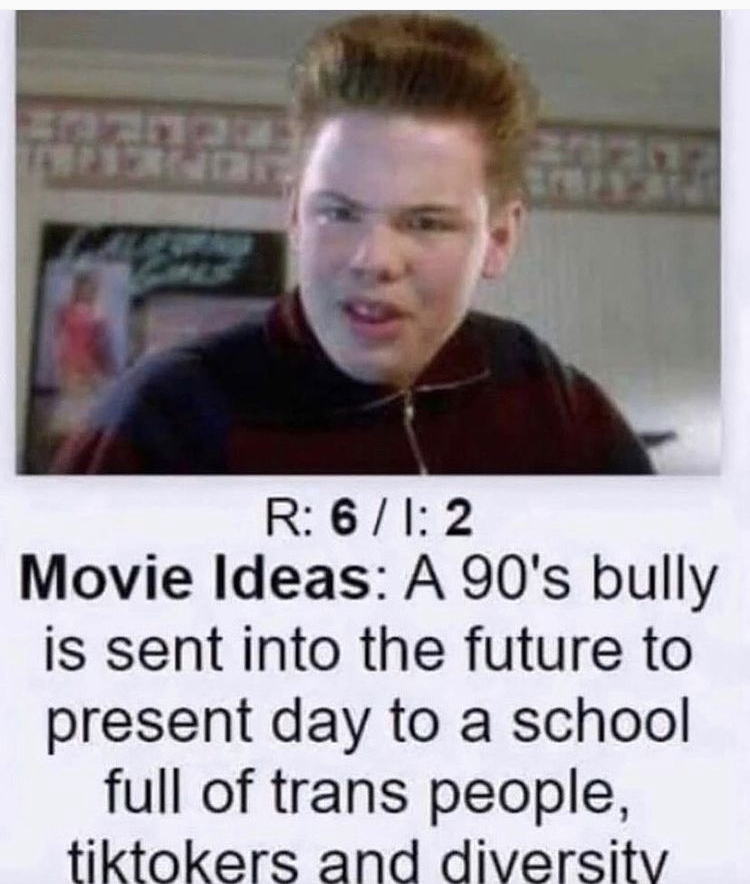 R: 6 / I: 2
Movie Ideas: A 90's bully
is sent into the future to
present day to a school
full of trans people,
tiktokers and diversity